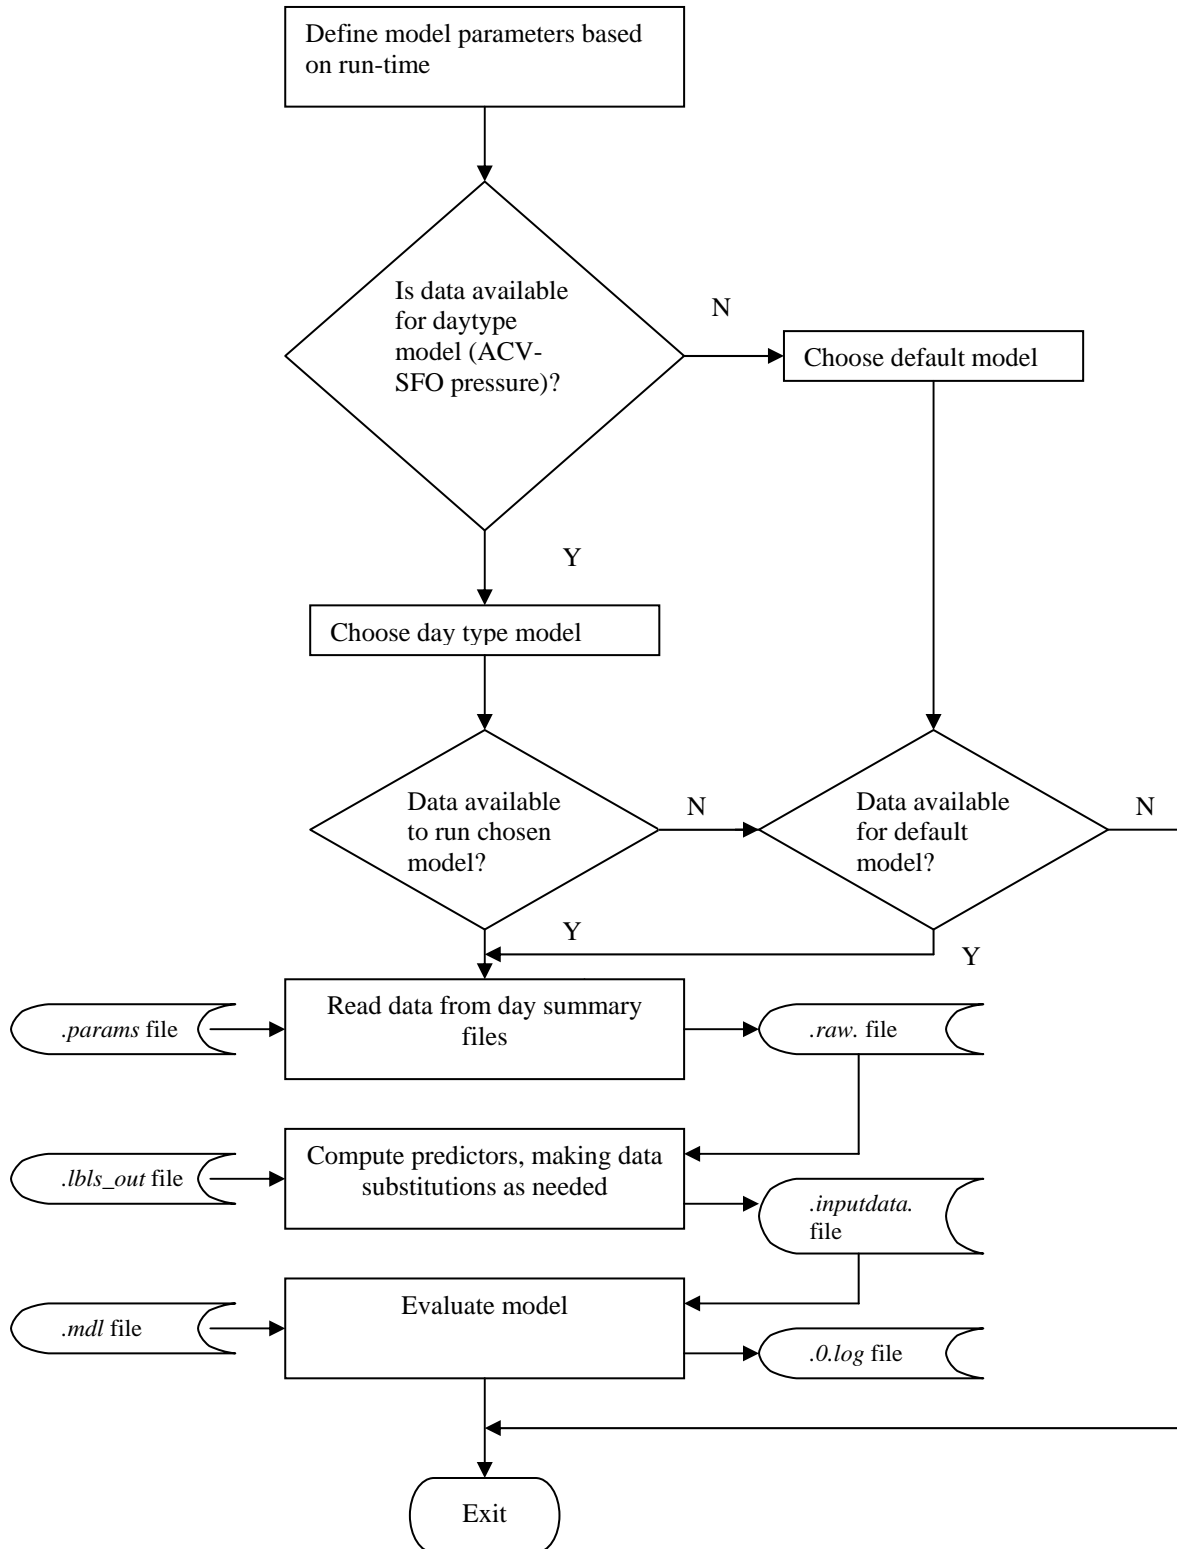 Define model parameters based
on run-time
Is data available
for daytype
model (ACV-
SFO pressure)?
N
Choose default model
Y
Choose day type model
Data available
to run chosen
model?
N
Data available
for default
model?
N
Y
Y
.params file
Read data from day summary
files
.raw. file
.lbls_out file
Compute predictors, making data
substitutions as needed
.inputdata.
file
.mdl file
Evaluate model
.0.log file
Exit